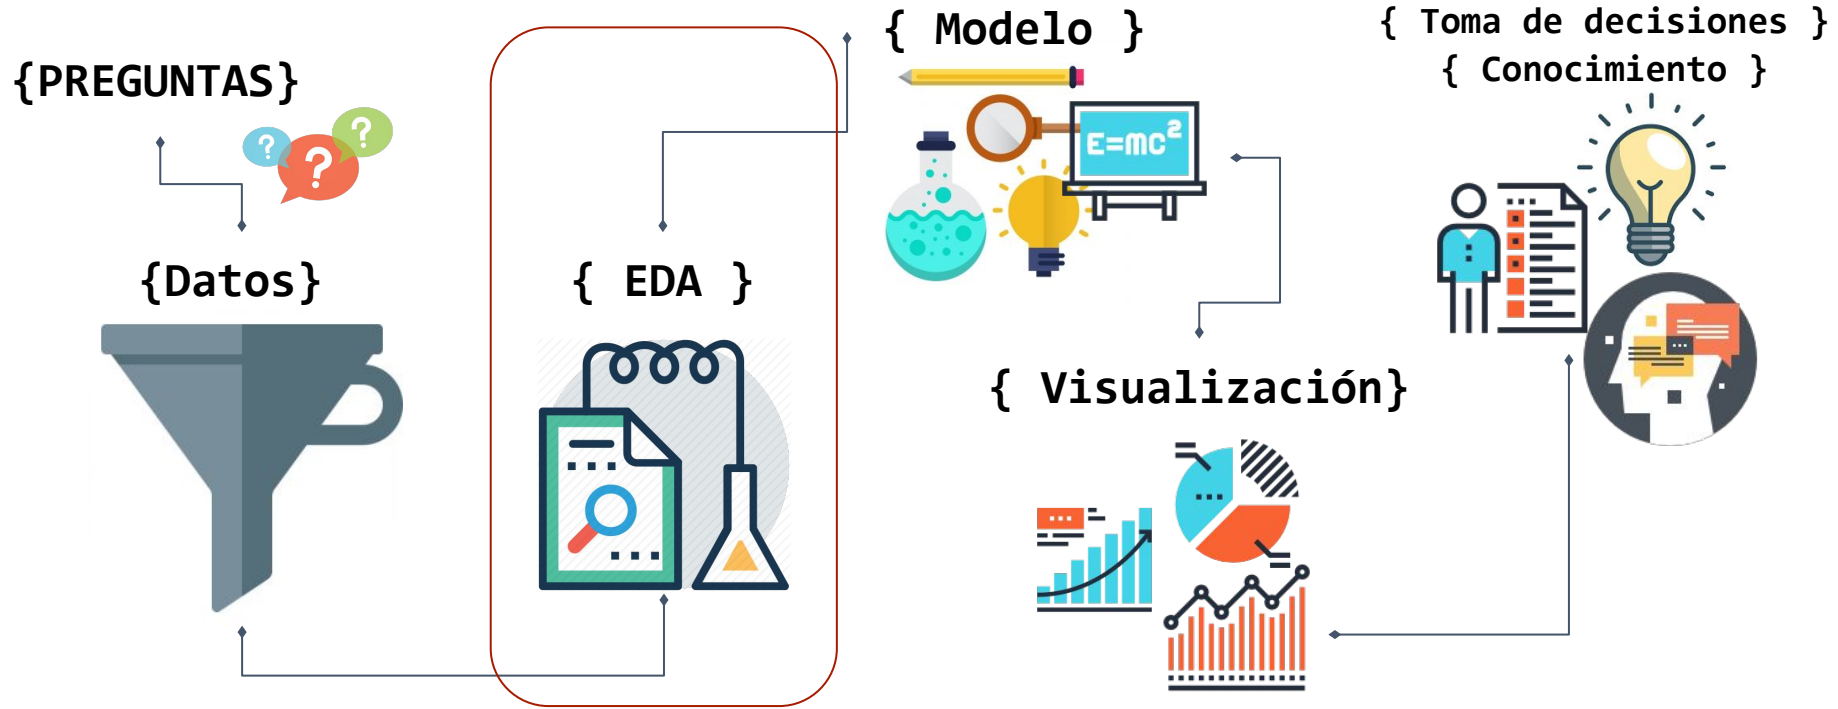 {PREGUNTAS}
? ? ?
{Datos}
{ EDA }
{ Modelo }
E=mc²
{ Visualización}
{ Toma de decisiones }
{ Conocimiento }